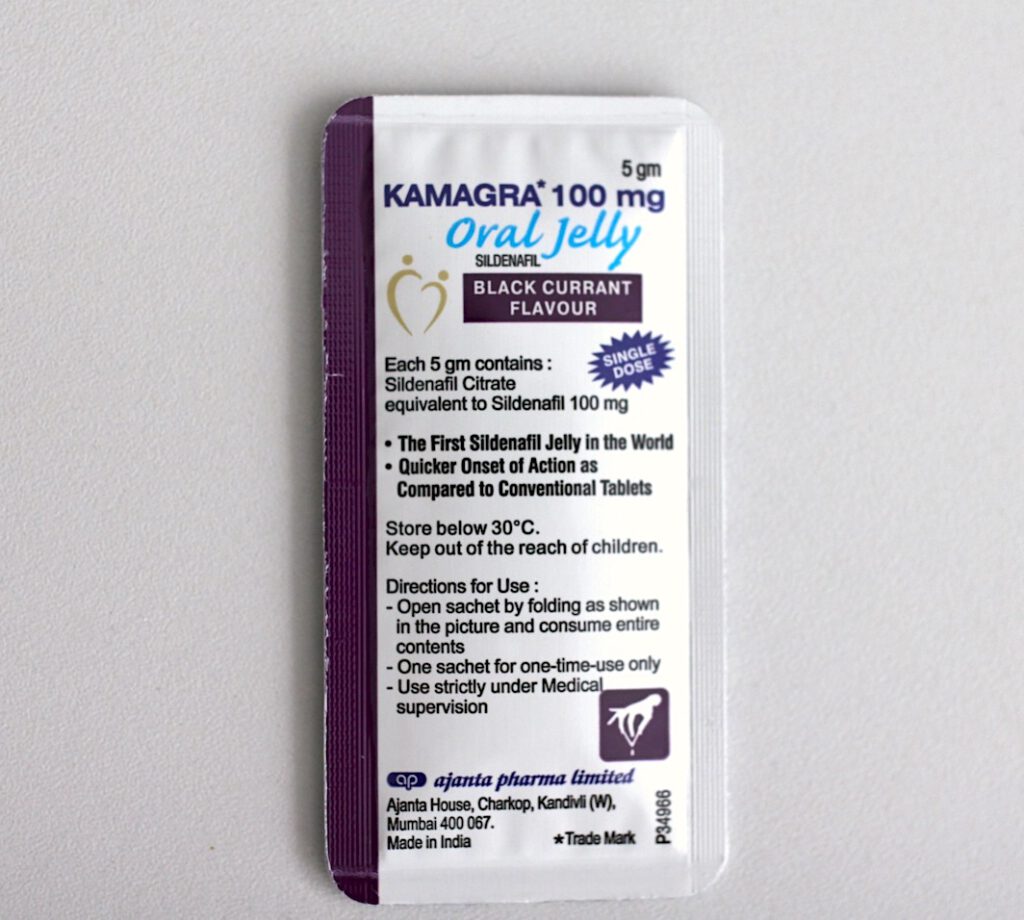 5 gm
KAMAGRA* 100 mg
Oral Jelly
SILDENAFIL
BLACK CURRANT
FLAVOUR
SINGLE
DOSE
Each 5 gm contains :
Sildenafil Citrate
equivalent to Sildenafil 100 mg
• The First Sildenafil Jelly in the World
• Quicker Onset of Action as
Compared to Conventional Tablets
Store below 30°C.
Keep out of the reach of children.
Directions for Use :
- Open sachet by folding as shown
in the picture and consume entire
contents
- One sachet for one-time-use only
- Use strictly under Medical
supervision
ap ajanta pharma limited
Ajanta House, Charkop, Kandivli (W),
Mumbai 400 067.
Made in India
*Trade Mark
P34966